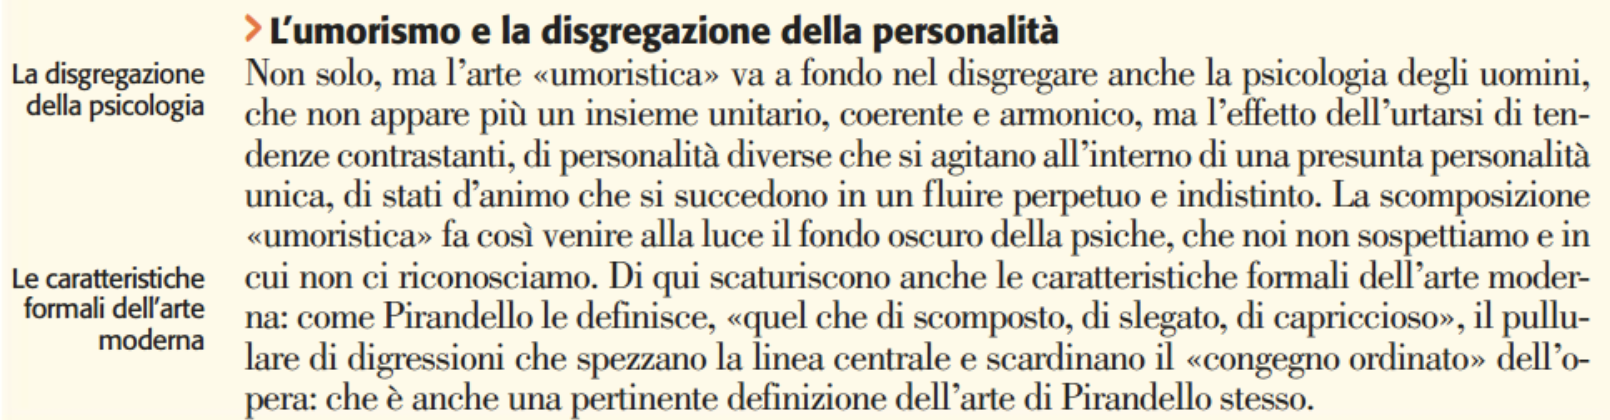 > L'umorismo e la disgregazione della personalità
La disgregazione
della psicologia
Non solo, ma l'arte «umoristica» va a fondo nel disgregare anche la psicologia degli uomini,
che non appare più un insieme unitario, coerente e armonico, ma l'effetto dell'urtarsi di ten-
denze contrastanti, di personalità diverse che si agitano all'interno di una presunta personalità
unica, di stati d'animo che si succedono in un fluire perpetuo e indistinto. La scomposizione
«umoristica» fa così venire alla luce il fondo oscuro della psiche, che noi non sospettiamo e in
Le caratteristiche
formali dell'arte
moderna
cui non ci riconosciamo. Di qui scaturiscono anche le caratteristiche formali dell'arte moder-
na: come Pirandello le definisce, «quel che di scomposto, di slegato, di capriccioso», il pullu-
lare di digressioni che spezzano la linea centrale e scardinano il «congegno ordinato» dell'o-
pera: che è anche una pertinente definizione dell'arte di Pirandello stesso.